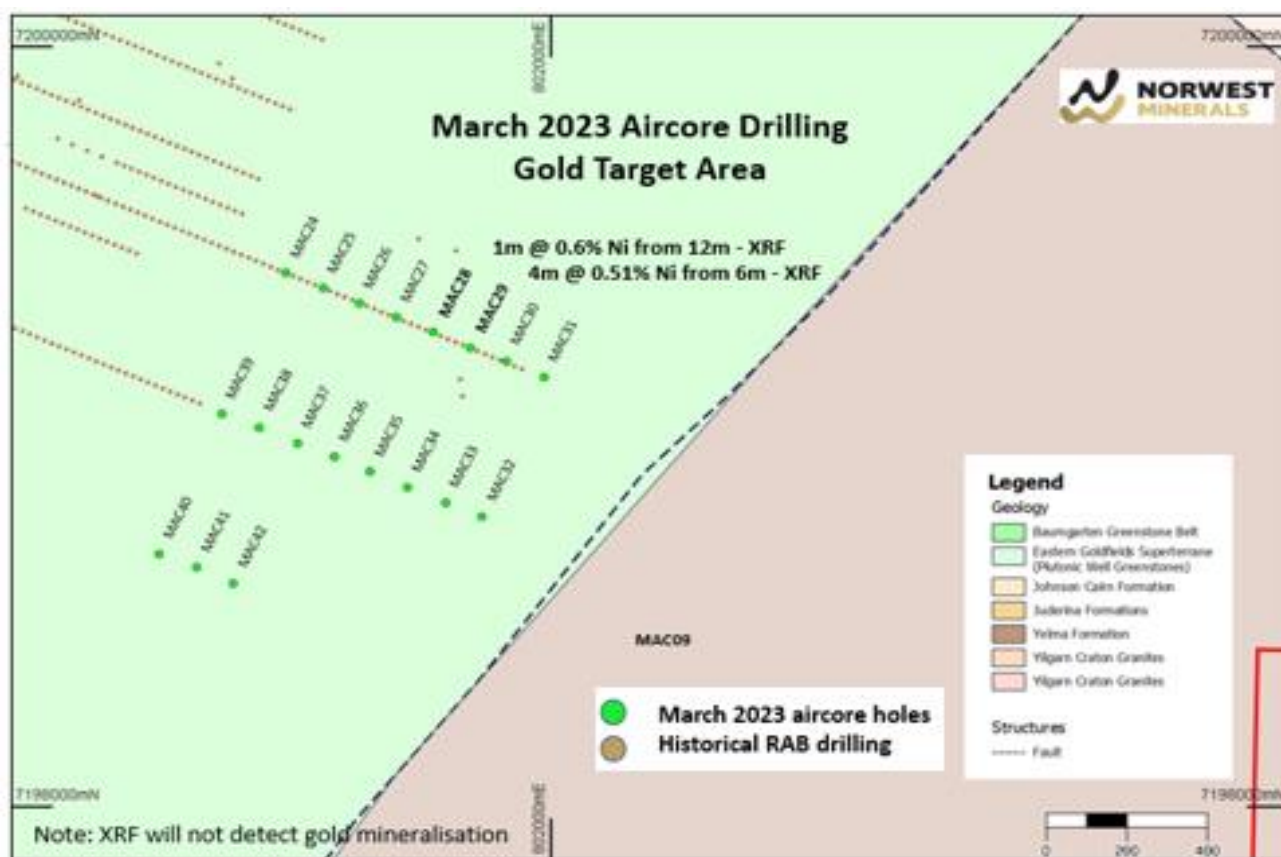 7200000mN
802000mE
7200000mN
NORWEST
MINERALS
March 2023 Aircore Drilling
Gold Target Area
1m @ 0.6% Ni from 12m - XRF
4m @ 0.51% Ni from 6m - XRF
MAC24
MAC25
MAC26
MAC27
MAC28
MAC29
MAC30
MAC31
MAC39
MAC38
MAC37
MAC36
MAC35
MAC34
MAC33
MAC32
MAC40
MAC41
MAC42
MAC09
Legend
Geology
Baumgarten Greenstone Belt
Eastern Goldfields Superterrane
(Plutonic Well Greenstones)
Johnson Cairn Formation
Juderina Formations
Yelma Formation
Yilgarn Craton Granites
Yilgarn Craton Granites
Structures
Fault
March 2023 aircore holes
Historical RAB drilling
7198000mN
802000mE
7198000mN
Note: XRF will not detect gold mineralisation
0 200 400